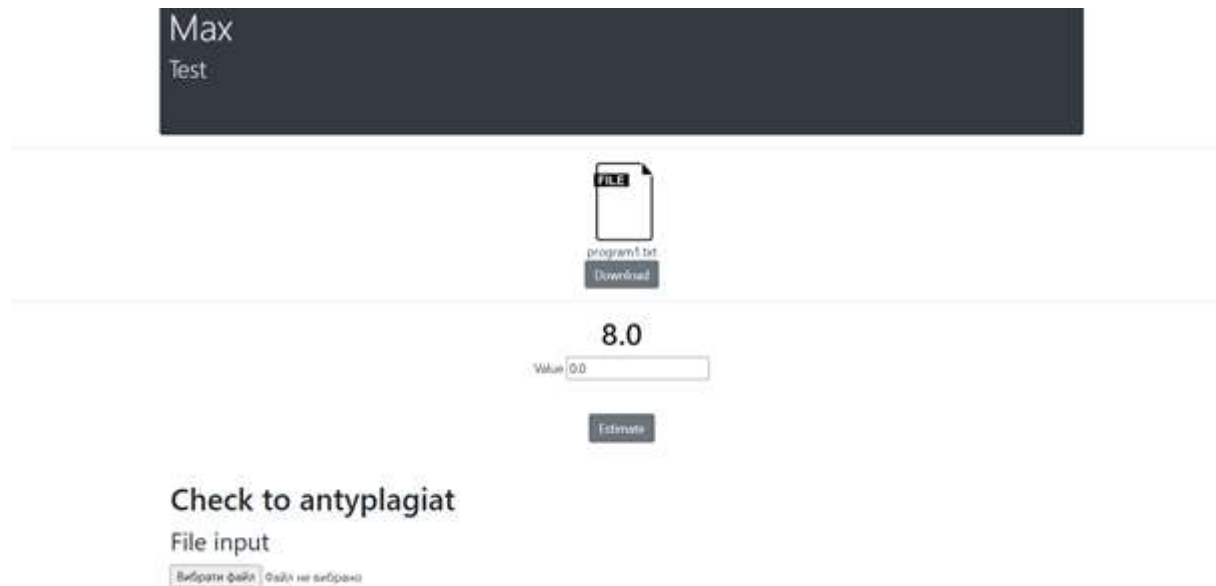 Max
Test
FILE
program1.txt
Download
8.0
Value 0.0
Estimate
Check to antyplagiat
File input
Вибрати файл Файл не вибрано